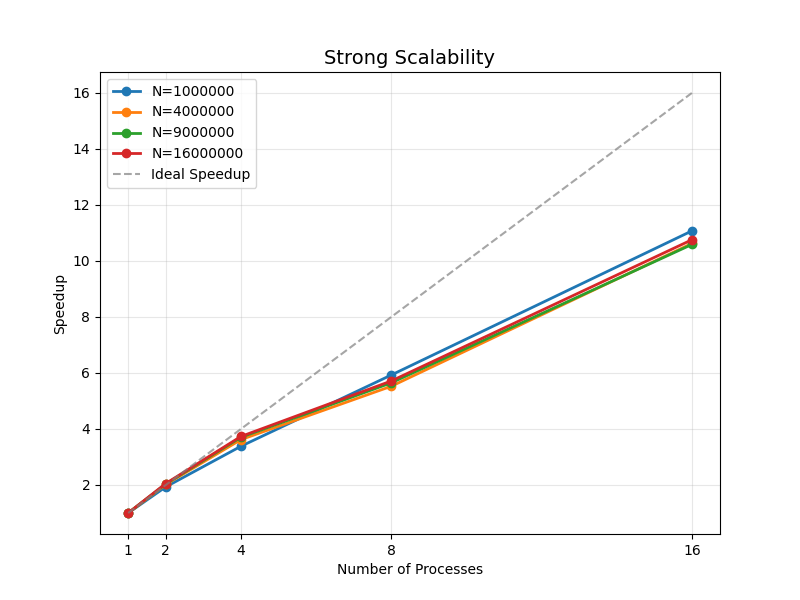 Strong Scalability
N=1000000
N=4000000
N=9000000
N=16000000
Ideal Speedup
16
14
12
10
8
6
4
2
Speedup
1 2 4 8 16
Number of Processes